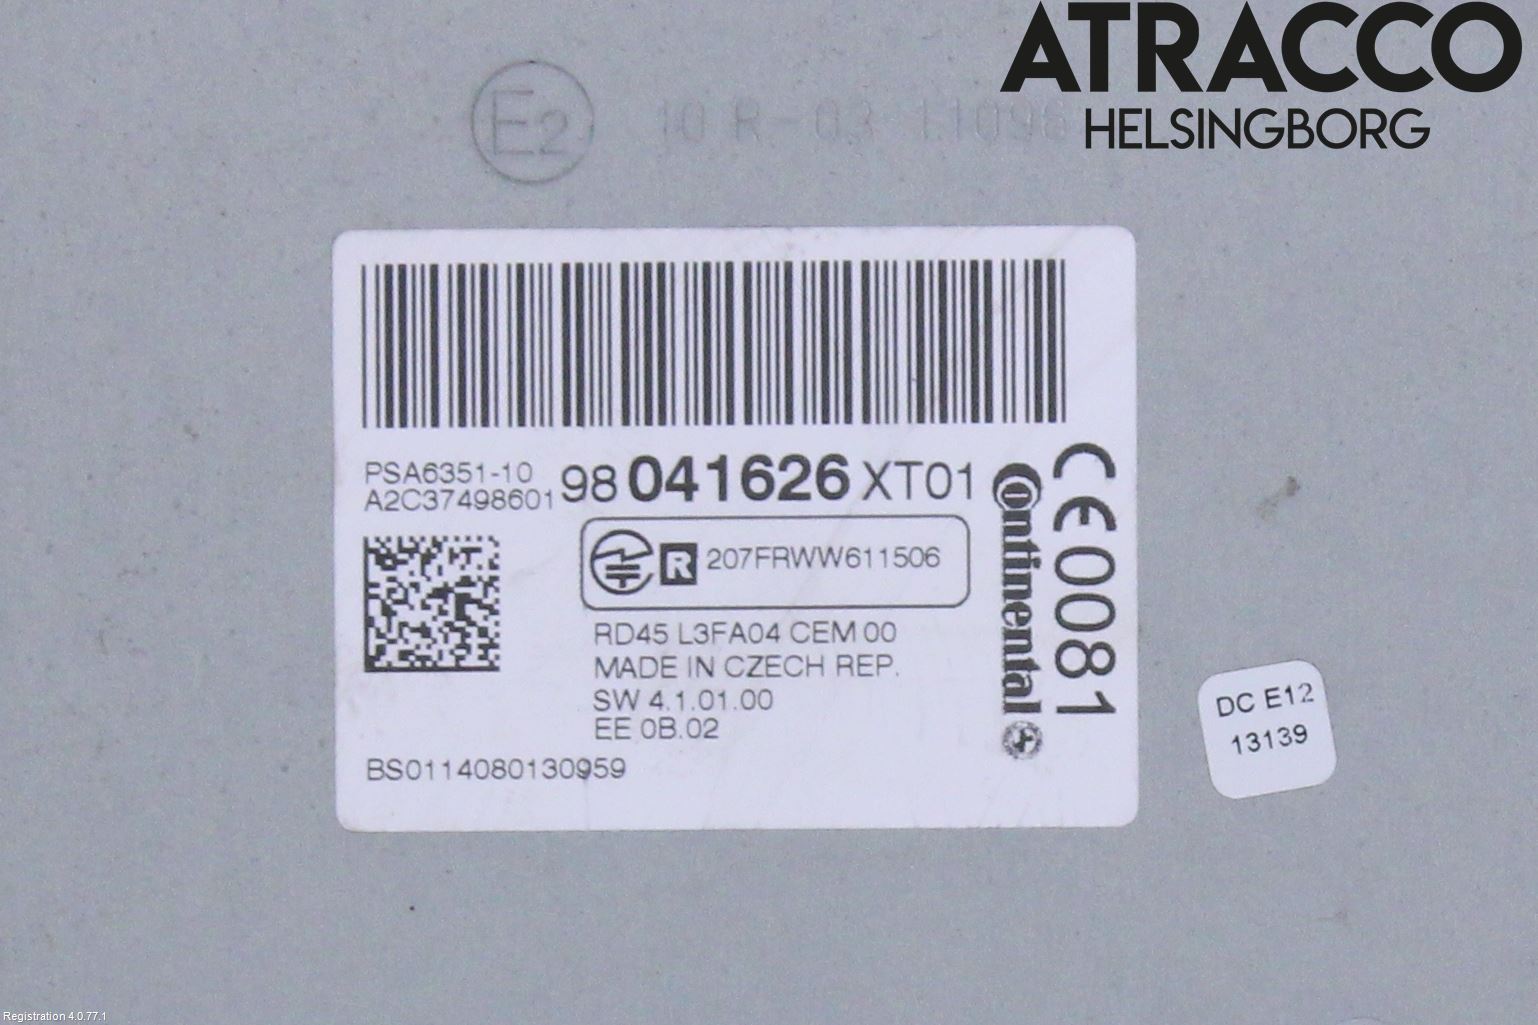 ATRACCO
HELSINGBORG
E2
10 R-03 11096
PSA6351-10
A2C37498601
98 041626 XT01
R 207FRWW611506
RD45 L3FA04 CEM 00
MADE IN CZECH REP.
SW 4.1.01.00
EE 0B.02
BS0114080130959
Continental
CE0081
DC E12
13139
Registration 4.0.77.1